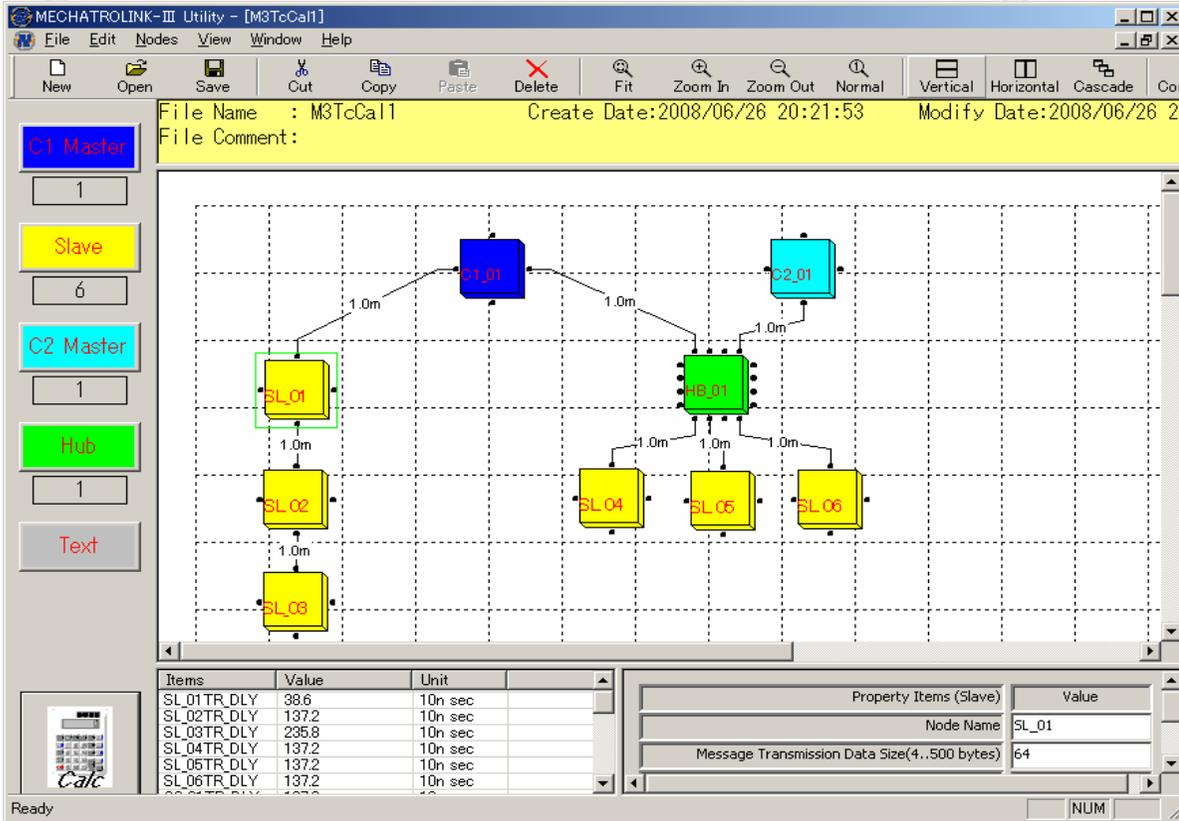 MECHATROLINK-Ⅲ Utility - [M3TcCal1]
File Edit Nodes View Window Help
New Open Save Cut Copy Paste Delete Fit Zoom In Zoom Out Normal Vertical Horizontal Cascade Co
File Name : M3TcCal1 Create Date:2008/06/26 20:21:53 Modify Date:2008/06/26 2
File Comment:
C1 Master
1
Slave
6
C2 Master
1
Hub
1
Text
C1_01
C2_01
1.0m
1.0m
1.0m
SL_01
HB_01
1.0m
1.0m
1.0m
1.0m
SL_02
SL_04
SL_05
SL_06
1.0m
SL_03
Items Value Unit
SL_01TR_DLY 38.6 10n sec
SL_02TR_DLY 137.2 10n sec
SL_03TR_DLY 235.8 10n sec
SL_04TR_DLY 137.2 10n sec
SL_05TR_DLY 137.2 10n sec
SL_06TR_DLY 137.2 10n sec
Property Items (Slave) Value
Node Name SL_01
Message Transmission Data Size(4..500 bytes) 64
Calc
Ready NUM